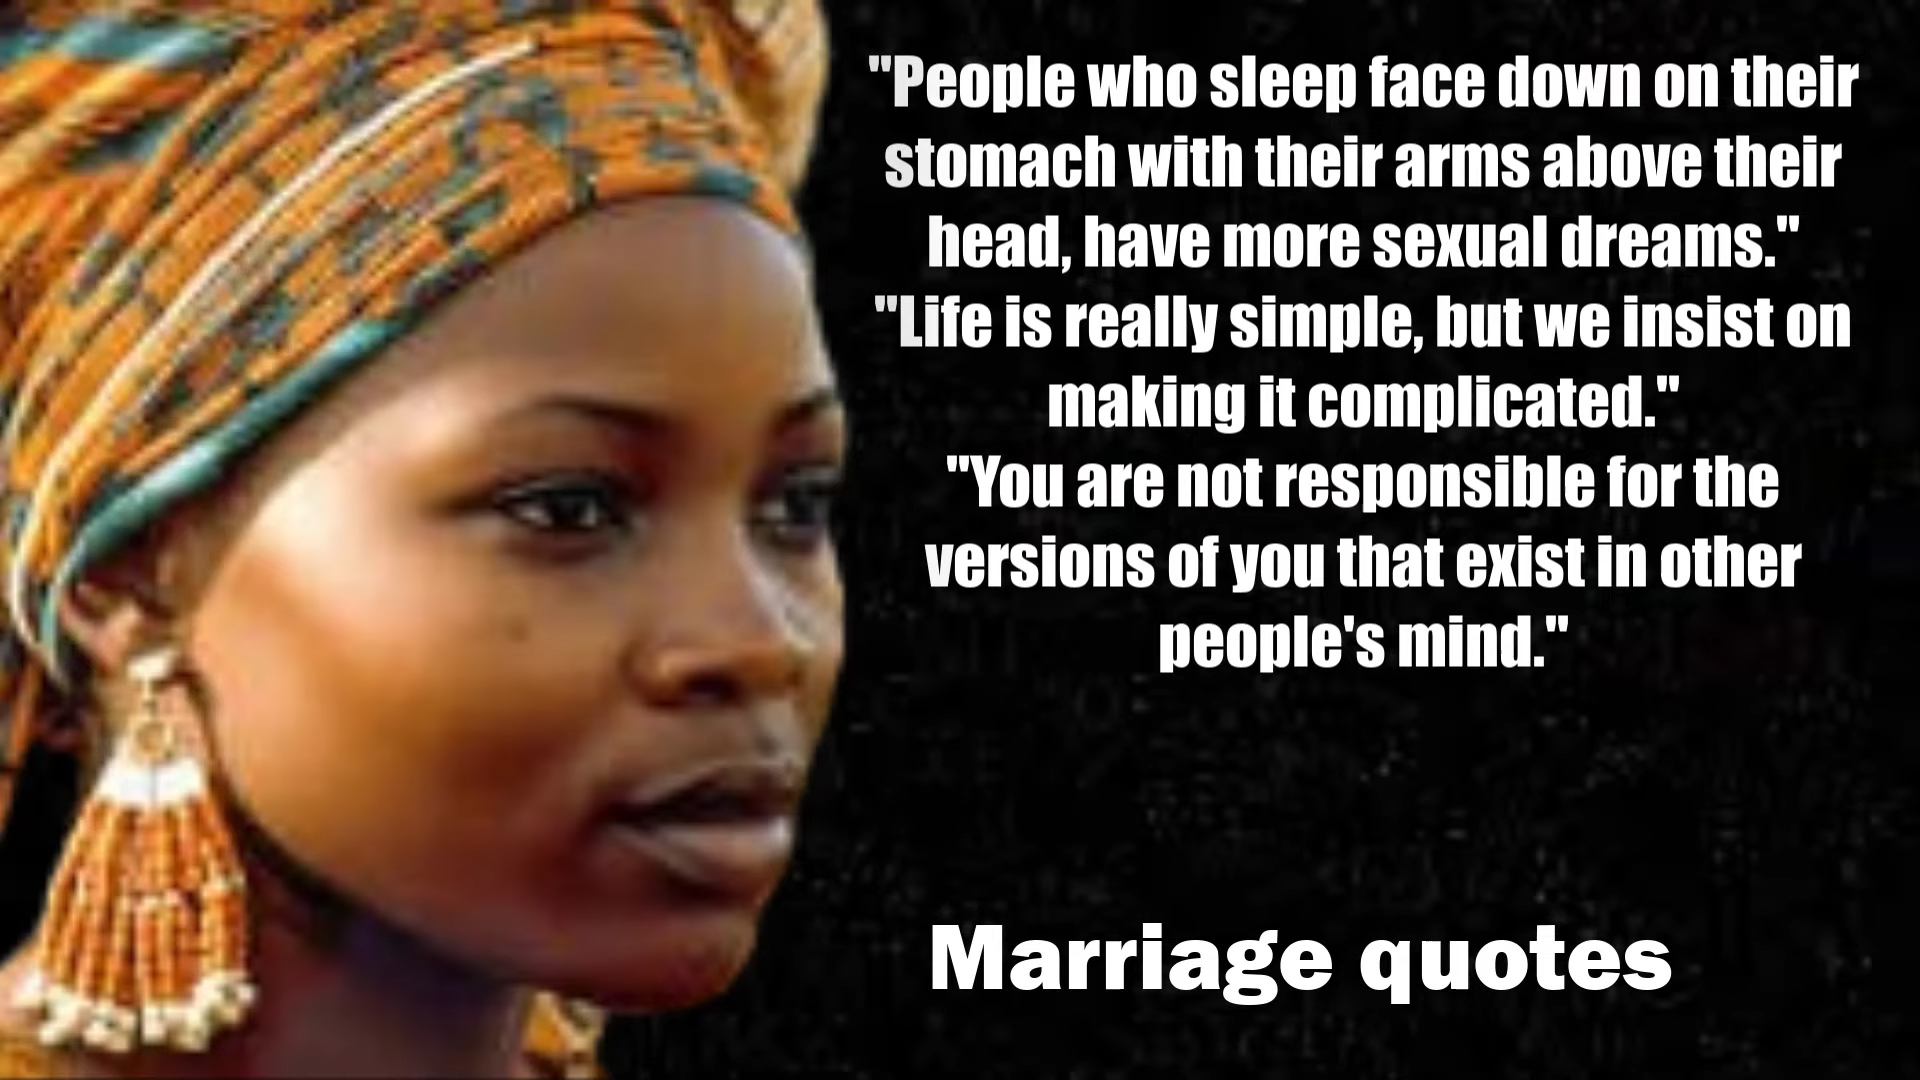 "People who sleep face down on their
stomach with their arms above their
head, have more sexual dreams."
"Life is really simple, but we insist on
making it complicated."
"You are not responsible for the
versions of you that exist in other
people's mind."
Marriage quotes